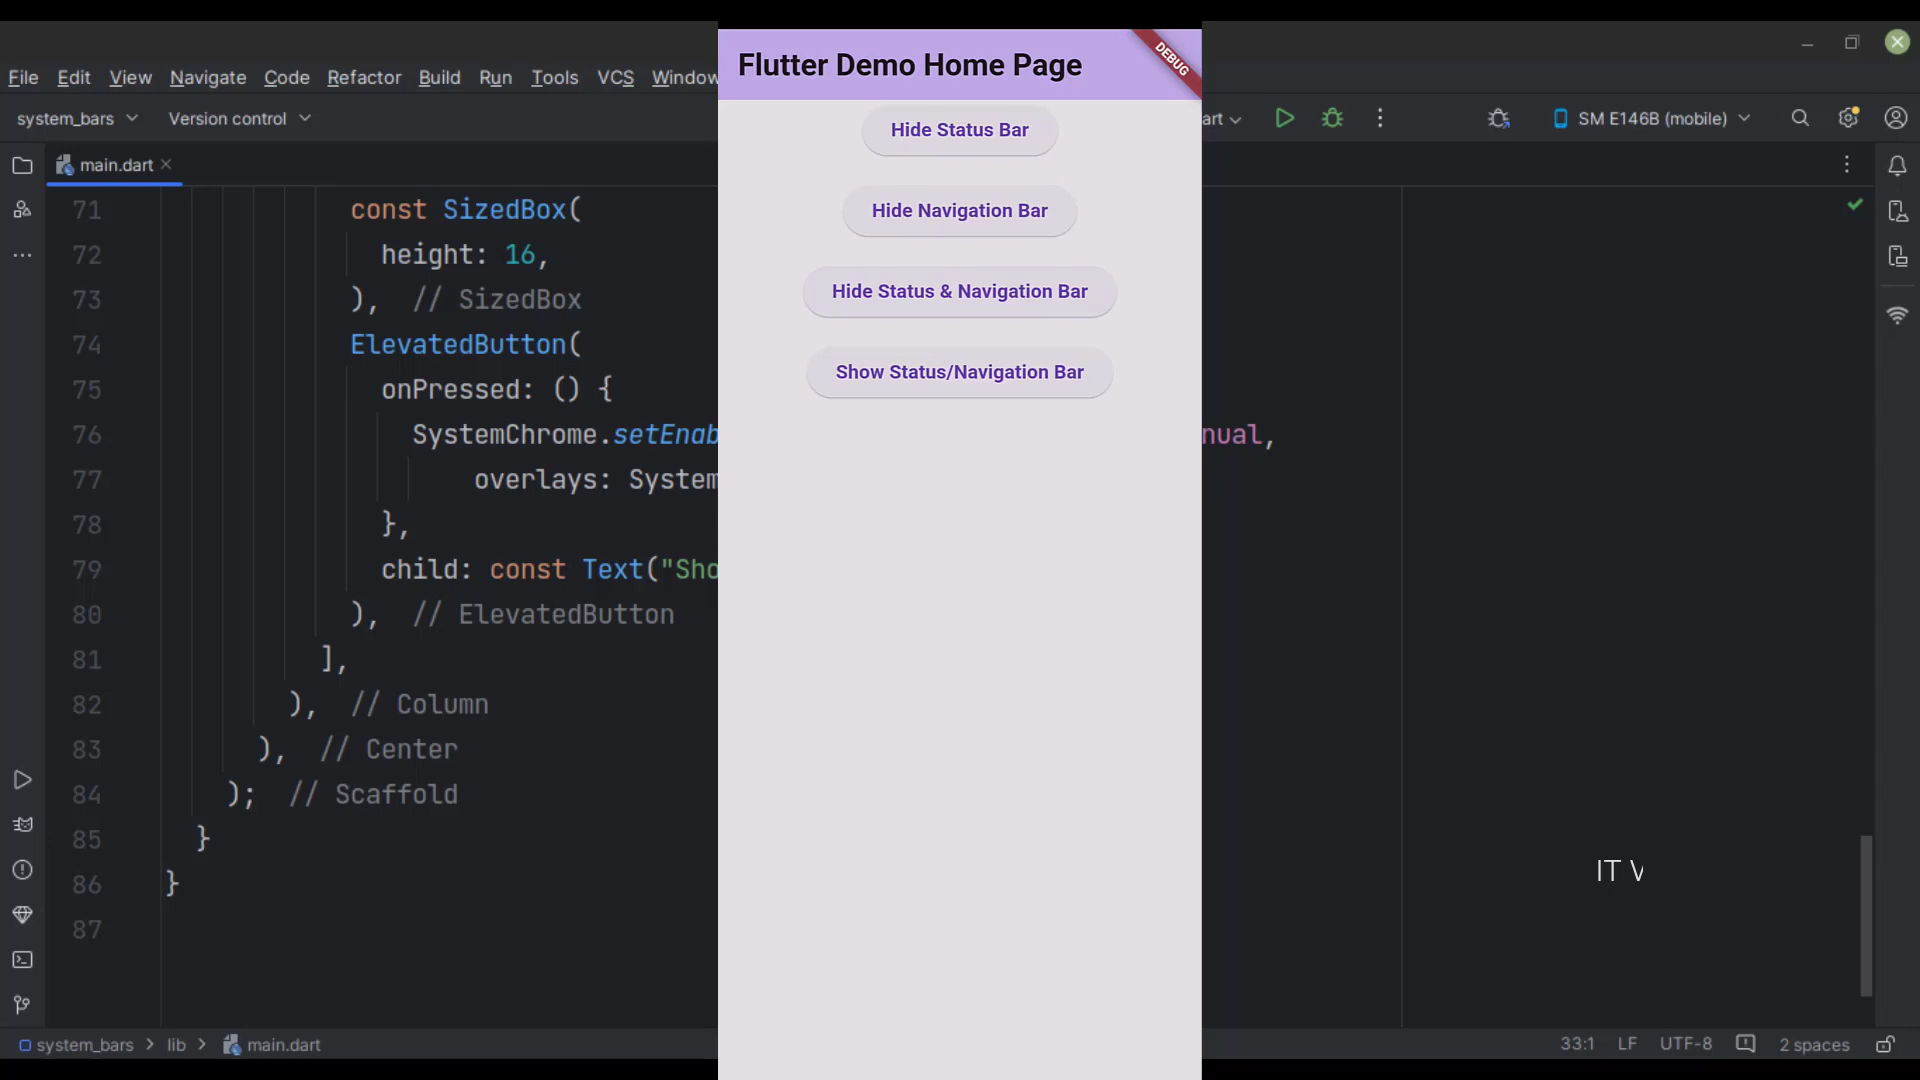 File Edit View Navigate Code Refactor Build Run Tools VCS Window
system_bars Version control
art SM E146B (mobile)
main.dart
71 const SizedBox(
72 height: 16,
73 ), // SizedBox
74 ElevatedButton(
75 onPressed: () {
76 SystemChrome.setEnab nual,
77 overlays: System
78 },
79 child: const Text("Sho
80 ), // ElevatedButton
81 ],
82 ), // Column
83 ), // Center
84 ); // Scaffold
85 }
86 }
87
Flutter Demo Home Page
DEBUG
Hide Status Bar
Hide Navigation Bar
Hide Status & Navigation Bar
Show Status/Navigation Bar
IT V
system_bars > lib > main.dart
33:1 LF UTF-8 2 spaces